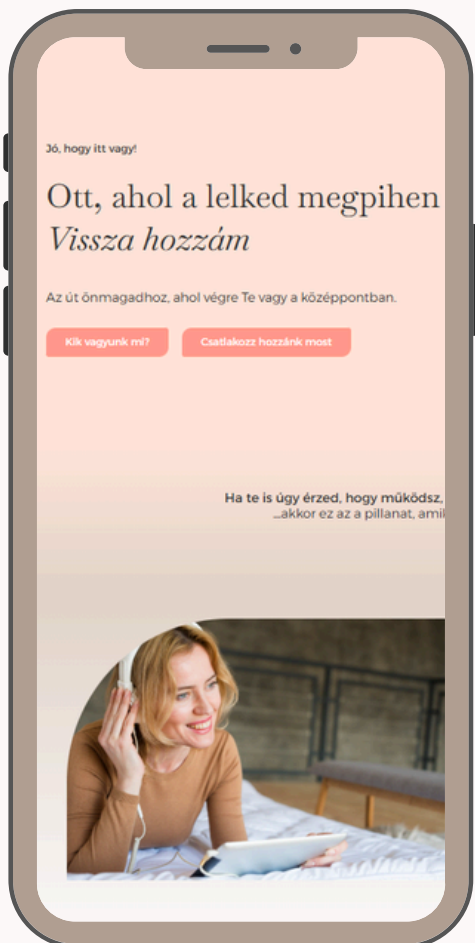 Jó, hogy itt vagy!
Ott, ahol a lelked megpihen
Vissza hozzám
Az út önmagadhoz, ahol végre Te vagy a középpontban.
Kik vagyunk mi?
Csatlakozz hozzánk most
Ha te is úgy érzed, hogy működsz,
...akkor ez az a pillanat, amik